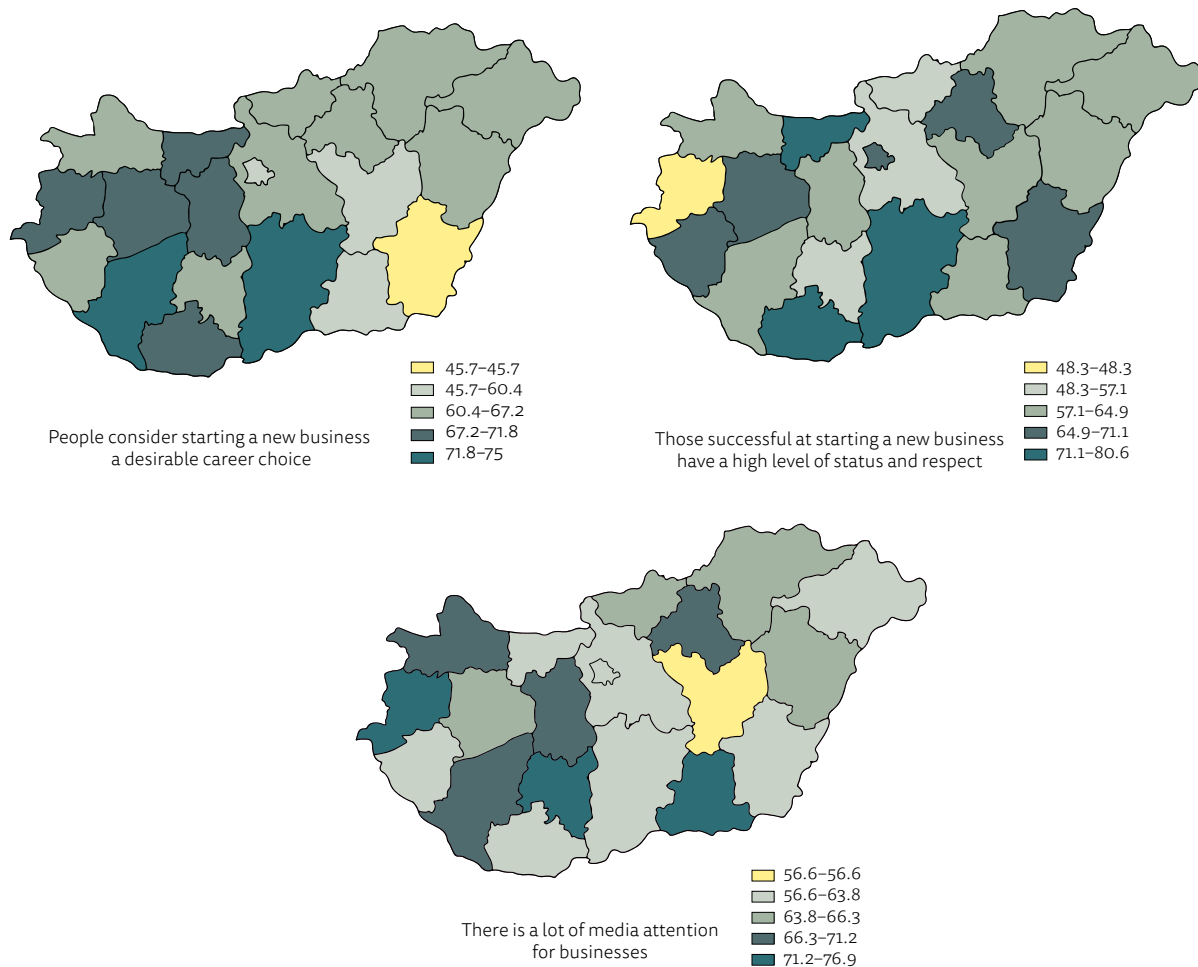 45.7–45.7
45.7–60.4
60.4–67.2
67.2–71.8
71.8–75
People consider starting a new business
a desirable career choice
48.3–48.3
48.3–57.1
57.1–64.9
64.9–71.1
71.1–80.6
Those successful at starting a new business
have a high level of status and respect
56.6–56.6
56.6–63.8
63.8–66.3
66.3–71.2
71.2–76.9
There is a lot of media attention
for businesses